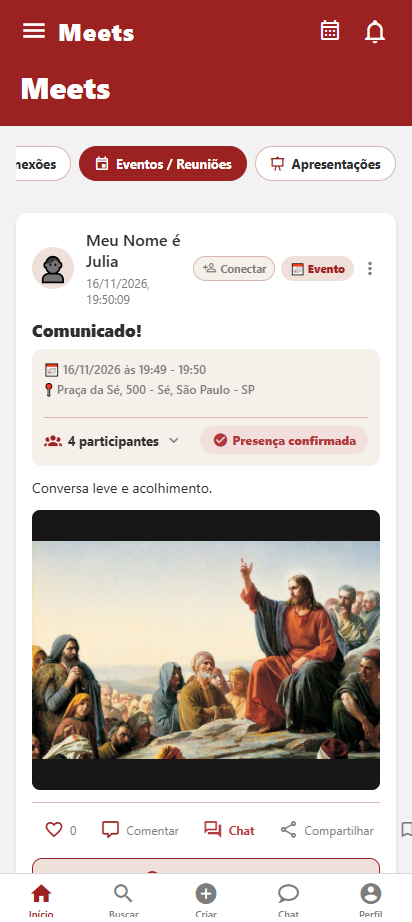 Meets
Meets
nexões
Eventos / Reuniões
Apresentações
Meu Nome é
Julia
16/11/2026,
19:50:09
Conectar
Evento
Comunicado!
16/11/2026 às 19:49 - 19:50
Praça da Sé, 500 - Sé, São Paulo - SP
4 participantes
Presença confirmada
Conversa leve e acolhimento.
0
Comentar
Chat
Compartilhar
Início
Buscar
Criar
Chat
Perfil